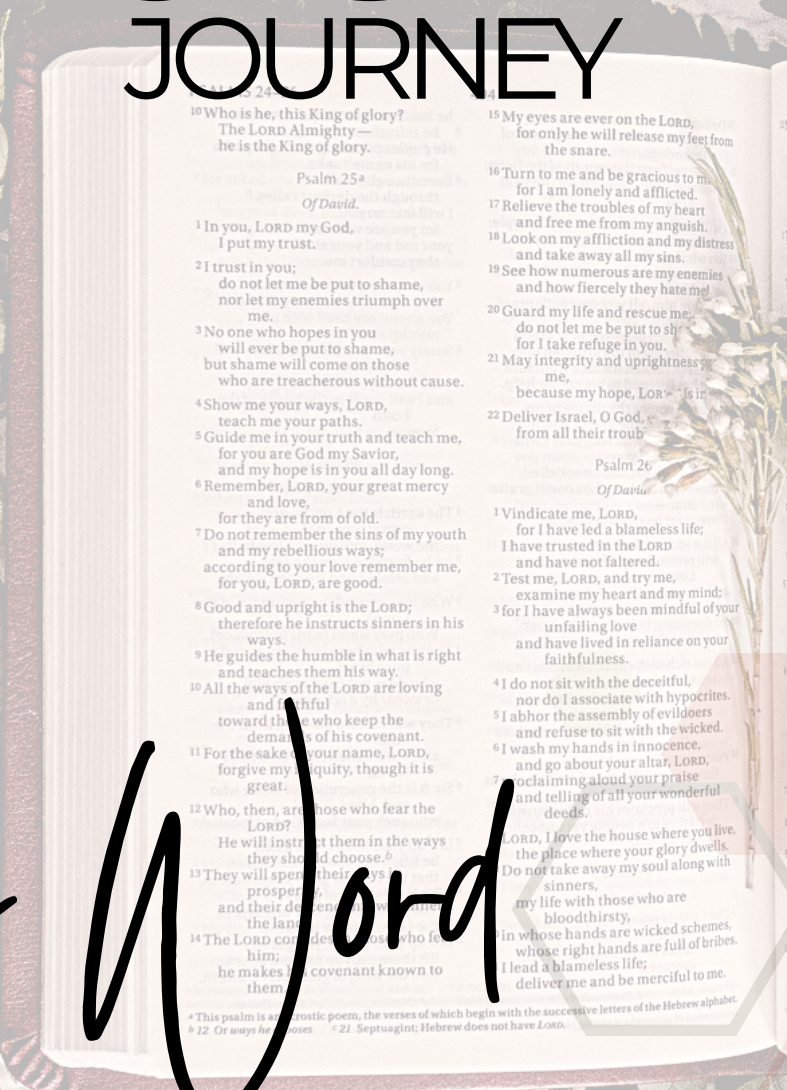 JOURNEY
10 Who is he, this King of glory?
The LORD Almighty—
he is the King of glory.
Psalm 25a
Of David.
1 In you, LORD my God,
I put my trust.
2 I trust in you;
do not let me be put to shame,
nor let my enemies triumph over
me.
3 No one who hopes in you
will ever be put to shame,
but shame will come on those
who are treacherous without cause.
4 Show me your ways, LORD,
teach me your paths.
5 Guide me in your truth and teach me,
for you are God my Savior,
and my hope is in you all day long.
6 Remember, LORD, your great mercy
and love,
for they are from of old.
7 Do not remember the sins of my youth
and my rebellious ways;
according to your love remember me,
for you, LORD, are good.
8 Good and upright is the LORD;
therefore he instructs sinners in his
ways.
9 He guides the humble in what is right
and teaches them his way.
10 All the ways of the LORD are loving
and faithful
toward those who keep the
demands of his covenant.
11 For the sake of your name, LORD,
forgive my iniquity, though it is
great.
12 Who, then, are those who fear the
LORD?
He will instruct them in the ways
they should choose.b
13 They will spend their days in
prosperity,
and their descendants will inherit
the land.
14 The LORD confides in those who fear
him;
he makes his covenant known to
them.
15 My eyes are ever on the LORD,
for only he will release my feet from
the snare.
16 Turn to me and be gracious to me,
for I am lonely and afflicted.
17 Relieve the troubles of my heart
and free me from my anguish.
18 Look on my affliction and my distress
and take away all my sins.
19 See how numerous are my enemies
and how fiercely they hate me!
20 Guard my life and rescue me;
do not let me be put to
for I take refuge in you.
21 May integrity and uprightness
me,
because my hope, LORD, is in
22 Deliver Israel, O God,
from all their
Psalm 26
Of David.
1 Vindicate me, LORD,
for I have led a blameless life;
I have trusted in the LORD
and have not faltered.
2 Test me, LORD, and try me,
examine my heart and my mind;
3 for I have always been mindful of your
unfailing love
and have lived in reliance on your
faithfulness.
4 I do not sit with the deceitful,
nor do I associate with hypocrites.
5 I abhor the assembly of evildoers
and refuse to sit with the wicked.
6 I wash my hands in innocence,
and go about your altar, LORD,
7 proclaiming aloud your praise
and telling of all your wonderful
deeds.
LORD, I love the house where you live,
the place where your glory dwells.
Do not take away my soul along with
sinners,
my life with those who are
bloodthirsty,
in whose hands are wicked schemes,
whose right hands are full of bribes.
I lead a blameless life;
deliver me and be merciful to me.
a This psalm is an acrostic poem, the verses of which begin with the successive letters of the Hebrew alphabet.
b 12 Or ways he chooses c 21 Septuagint; Hebrew does not have LORD.
Word